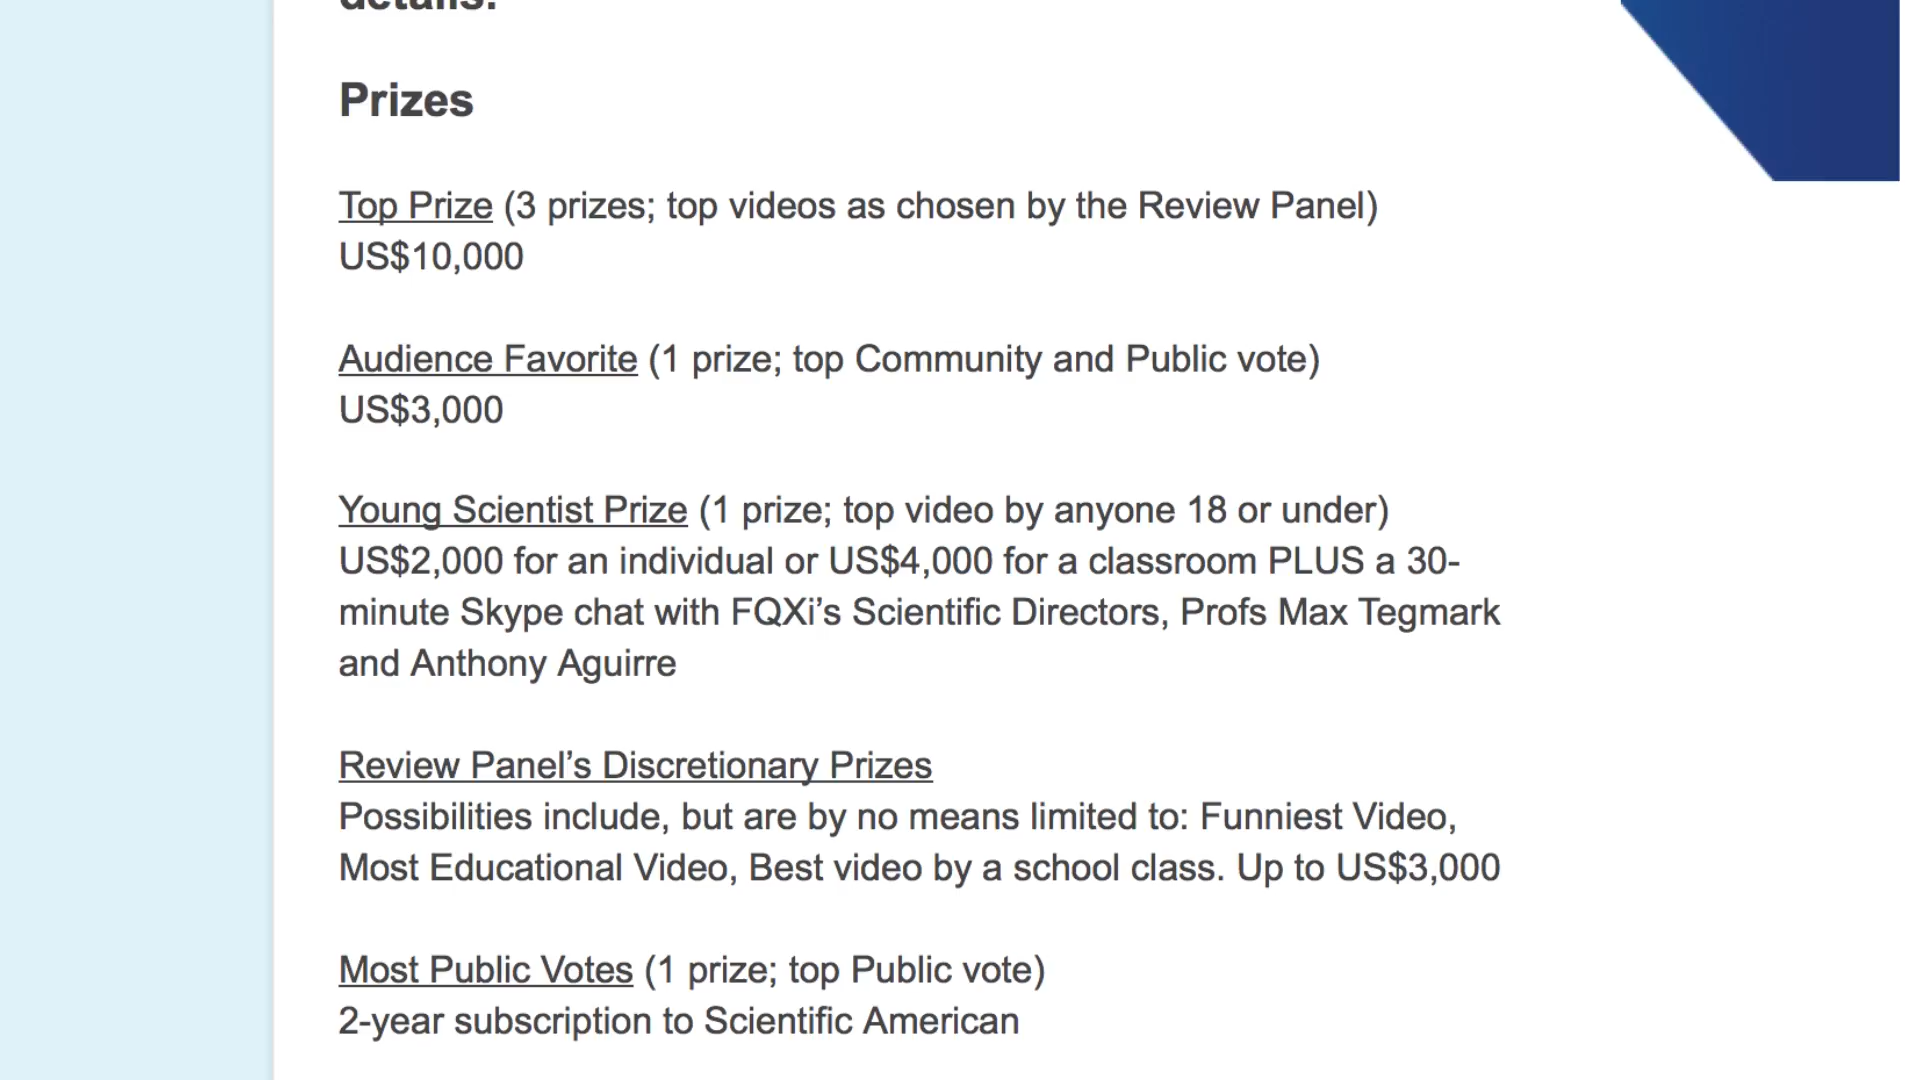 details.
Prizes
Top Prize (3 prizes; top videos as chosen by the Review Panel)
US$10,000
Audience Favorite (1 prize; top Community and Public vote)
US$3,000
Young Scientist Prize (1 prize; top video by anyone 18 or under)
US$2,000 for an individual or US$4,000 for a classroom PLUS a 30-
minute Skype chat with FQXi’s Scientific Directors, Profs Max Tegmark
and Anthony Aguirre
Review Panel’s Discretionary Prizes
Possibilities include, but are by no means limited to: Funniest Video,
Most Educational Video, Best video by a school class. Up to US$3,000
Most Public Votes (1 prize; top Public vote)
2-year subscription to Scientific American